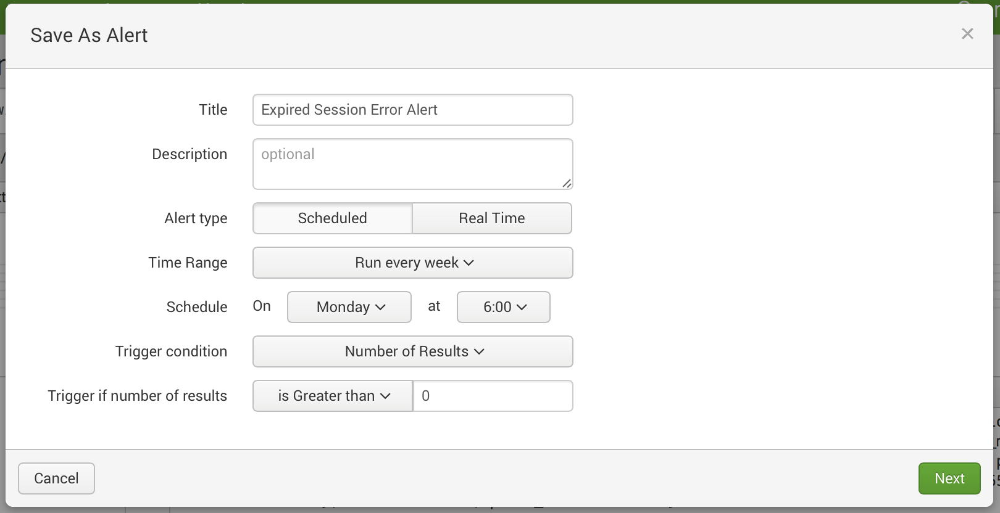 Save As Alert
Title
Expired Session Error Alert
Description
optional
Alert type
Scheduled Real Time
Time Range
Run every week
Schedule
On Monday at 6:00
Trigger condition
Number of Results
Trigger if number of results
is Greater than 0
Cancel
Next